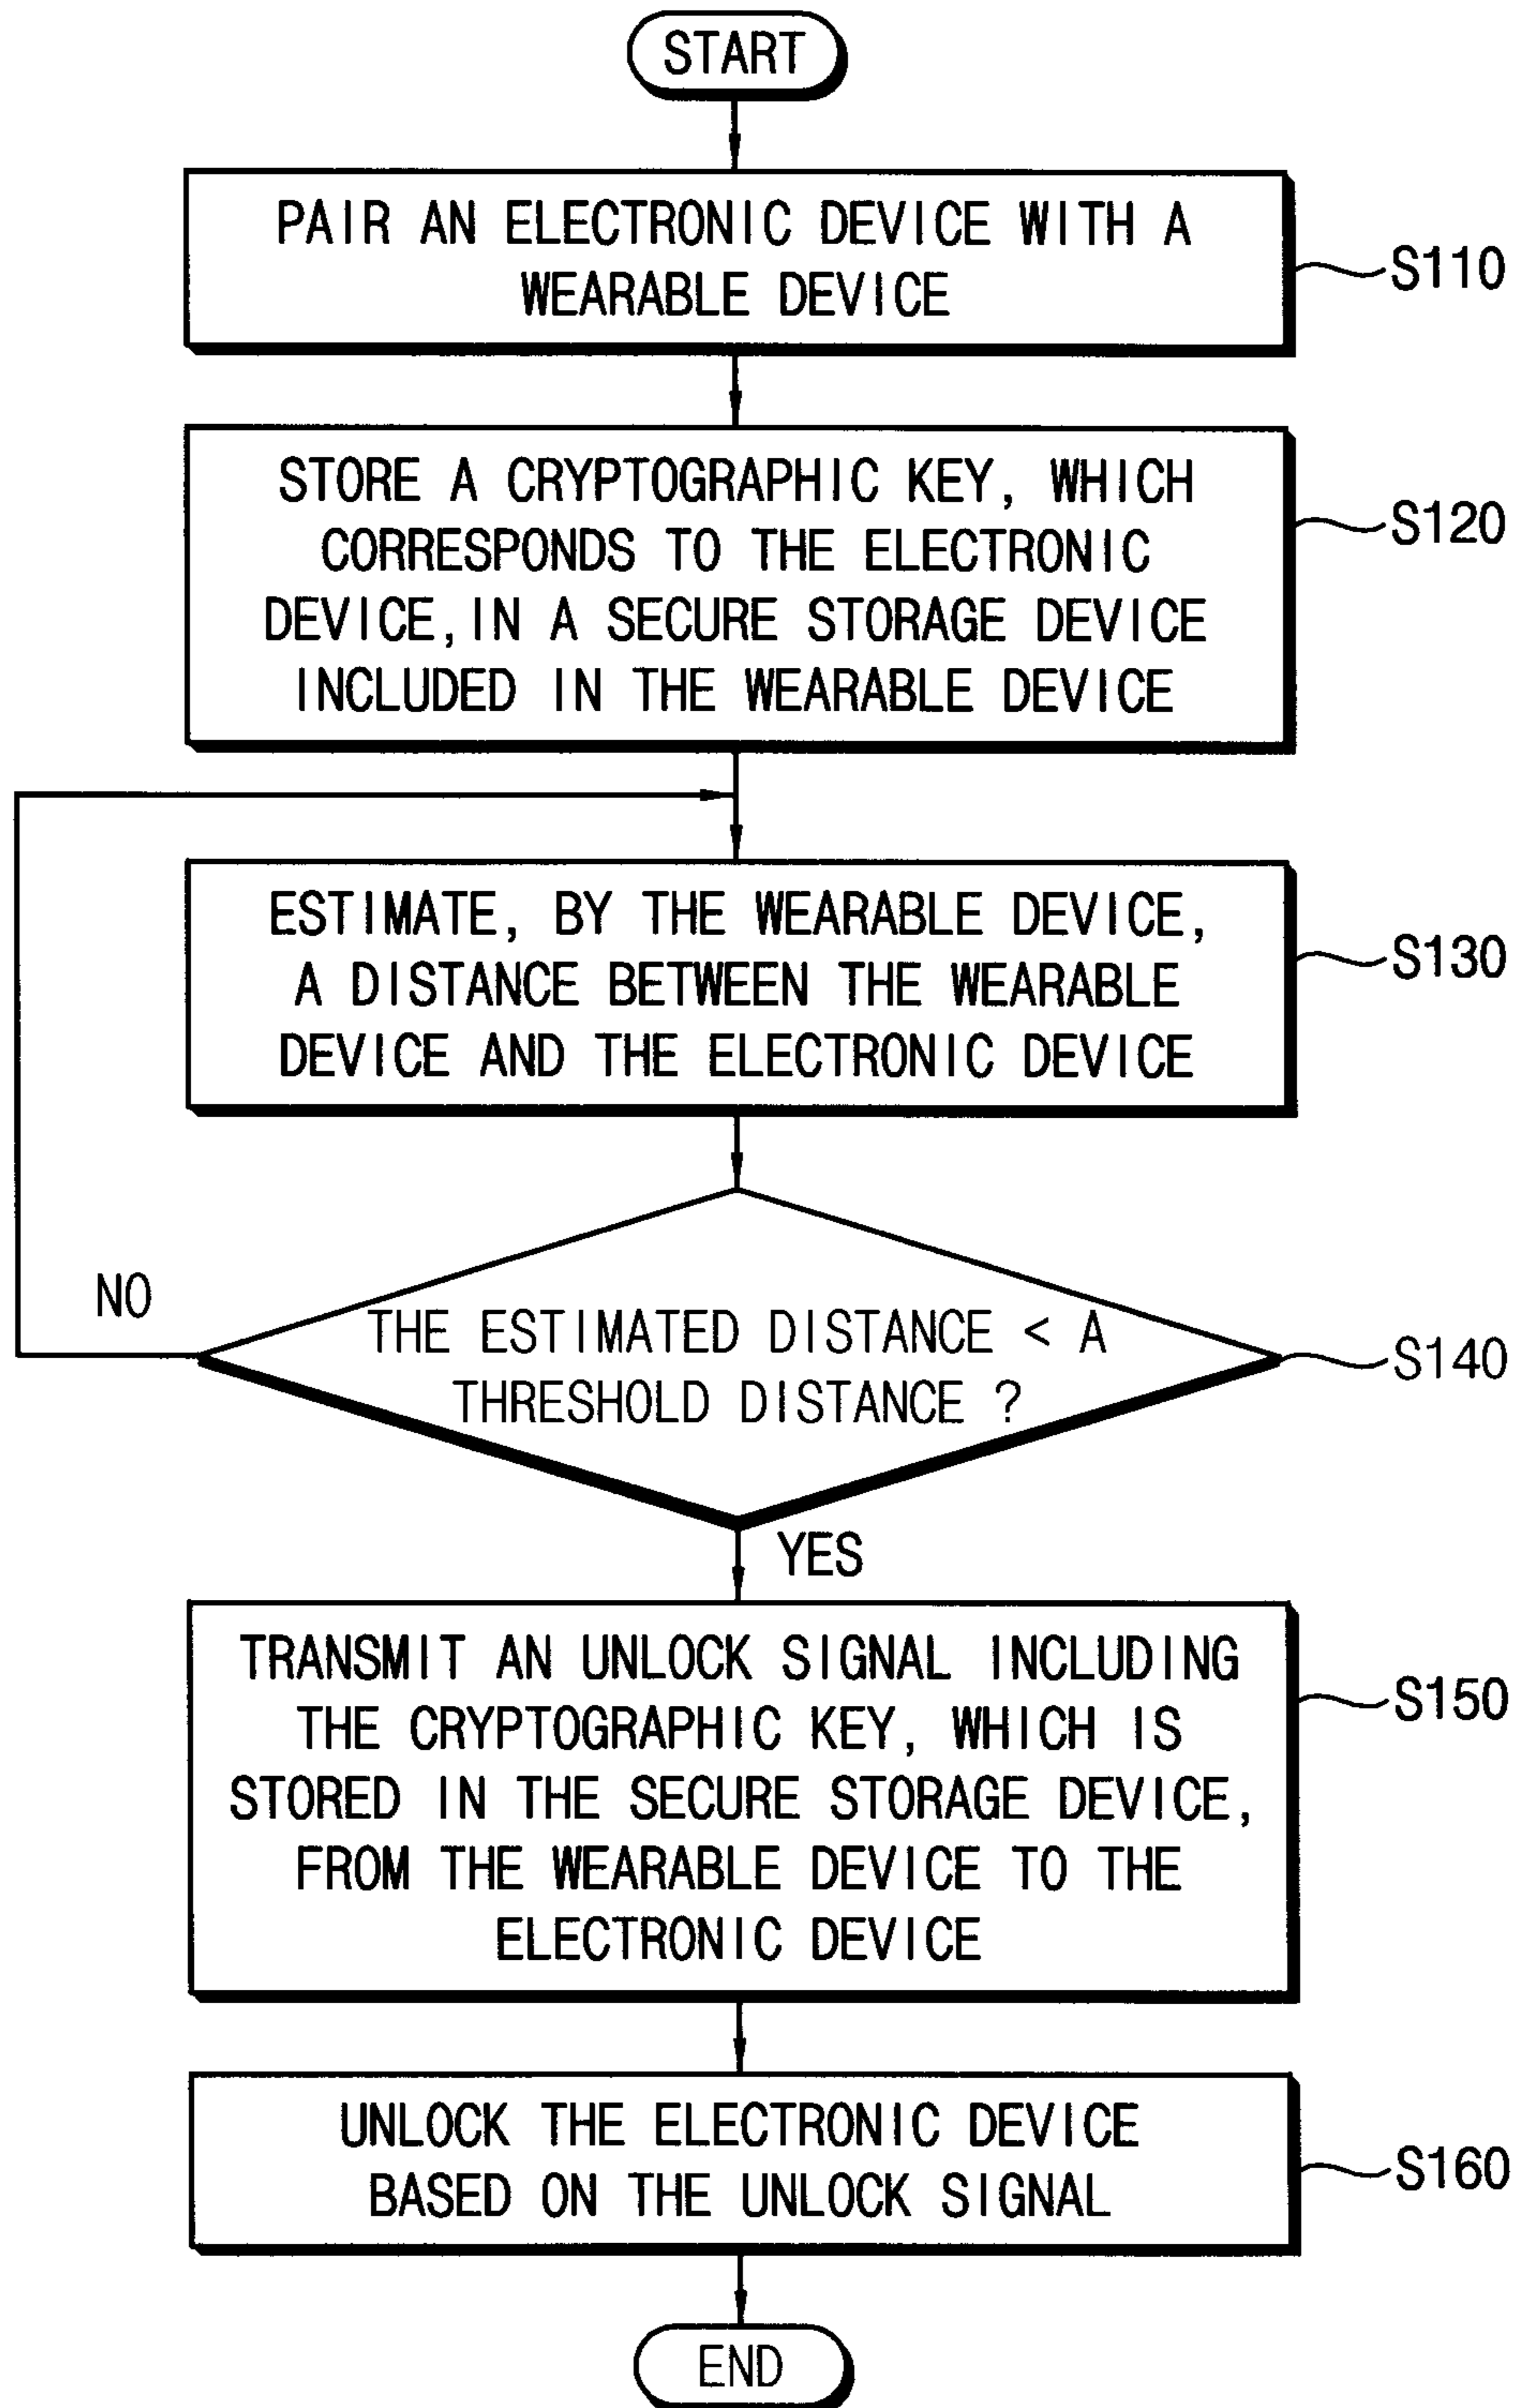 START
PAIR AN ELECTRONIC DEVICE WITH A
WEARABLE DEVICE
S110
STORE A CRYPTOGRAPHIC KEY, WHICH
CORRESPONDS TO THE ELECTRONIC
DEVICE, IN A SECURE STORAGE DEVICE
INCLUDED IN THE WEARABLE DEVICE
S120
ESTIMATE, BY THE WEARABLE DEVICE,
A DISTANCE BETWEEN THE WEARABLE
DEVICE AND THE ELECTRONIC DEVICE
S130
NO
THE ESTIMATED DISTANCE < A
THRESHOLD DISTANCE ?
S140
YES
TRANSMIT AN UNLOCK SIGNAL INCLUDING
THE CRYPTOGRAPHIC KEY, WHICH IS
STORED IN THE SECURE STORAGE DEVICE,
FROM THE WEARABLE DEVICE TO THE
ELECTRONIC DEVICE
S150
UNLOCK THE ELECTRONIC DEVICE
BASED ON THE UNLOCK SIGNAL
S160
END